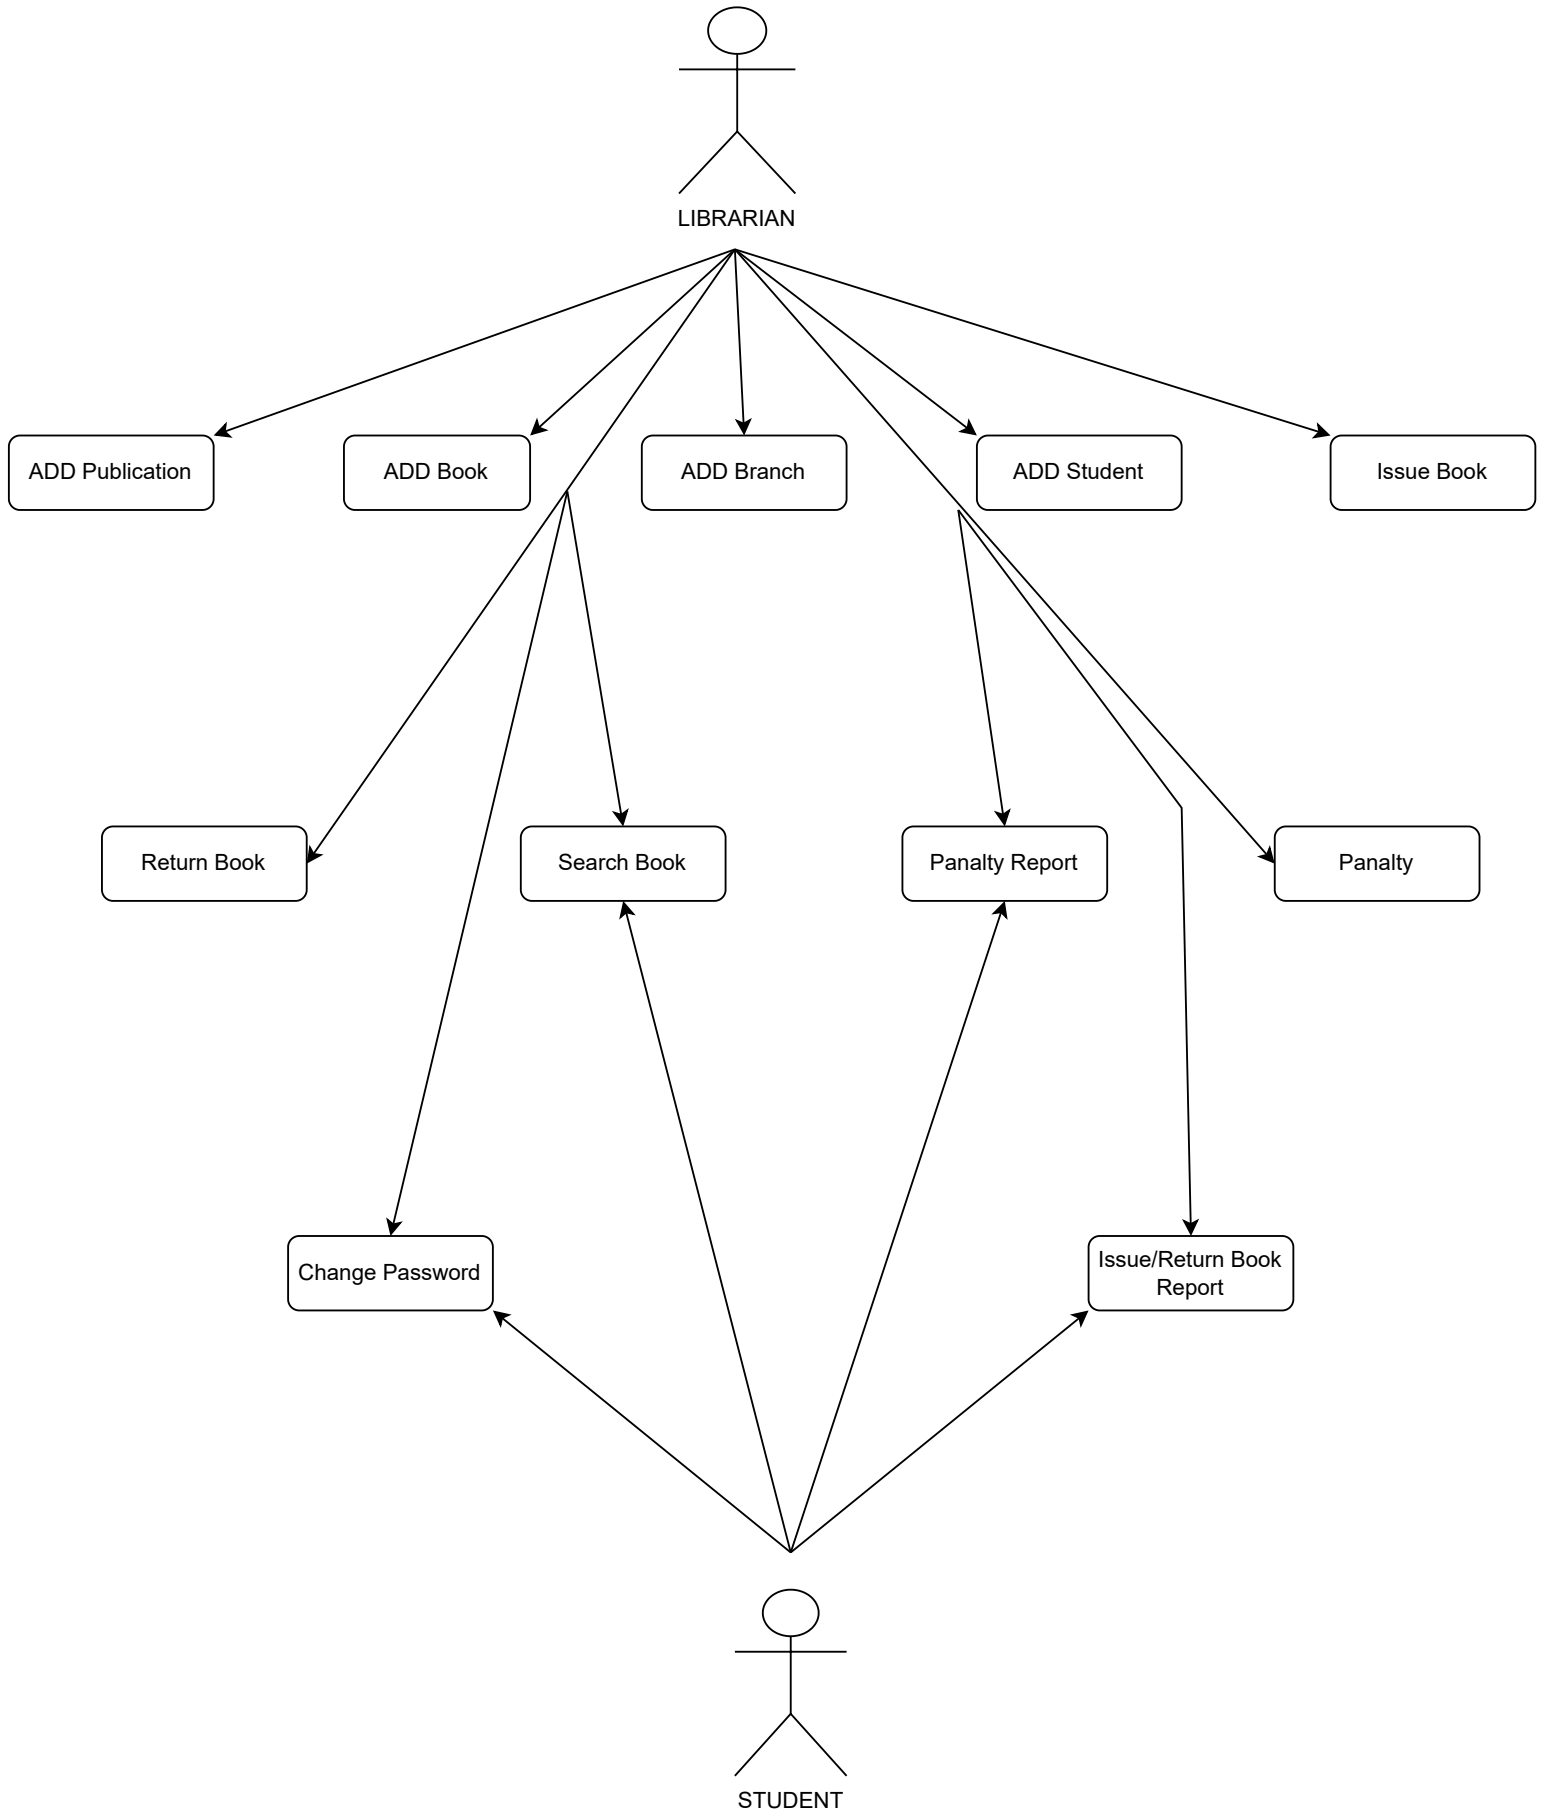 LIBRARIAN
ADD Publication
ADD Book
ADD Branch
ADD Student
Issue Book
Return Book
Search Book
Panalty Report
Panalty
Change Password
Issue/Return Book
Report
STUDENT